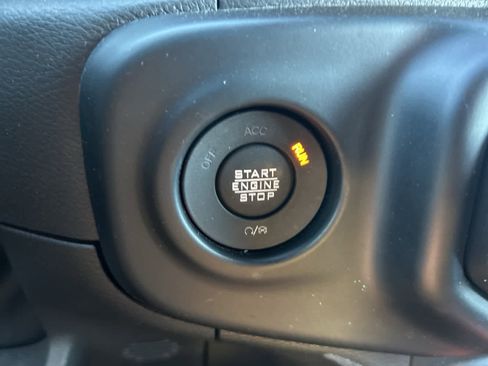 ACC
OFF
RUN
START
ENGINE
STOP